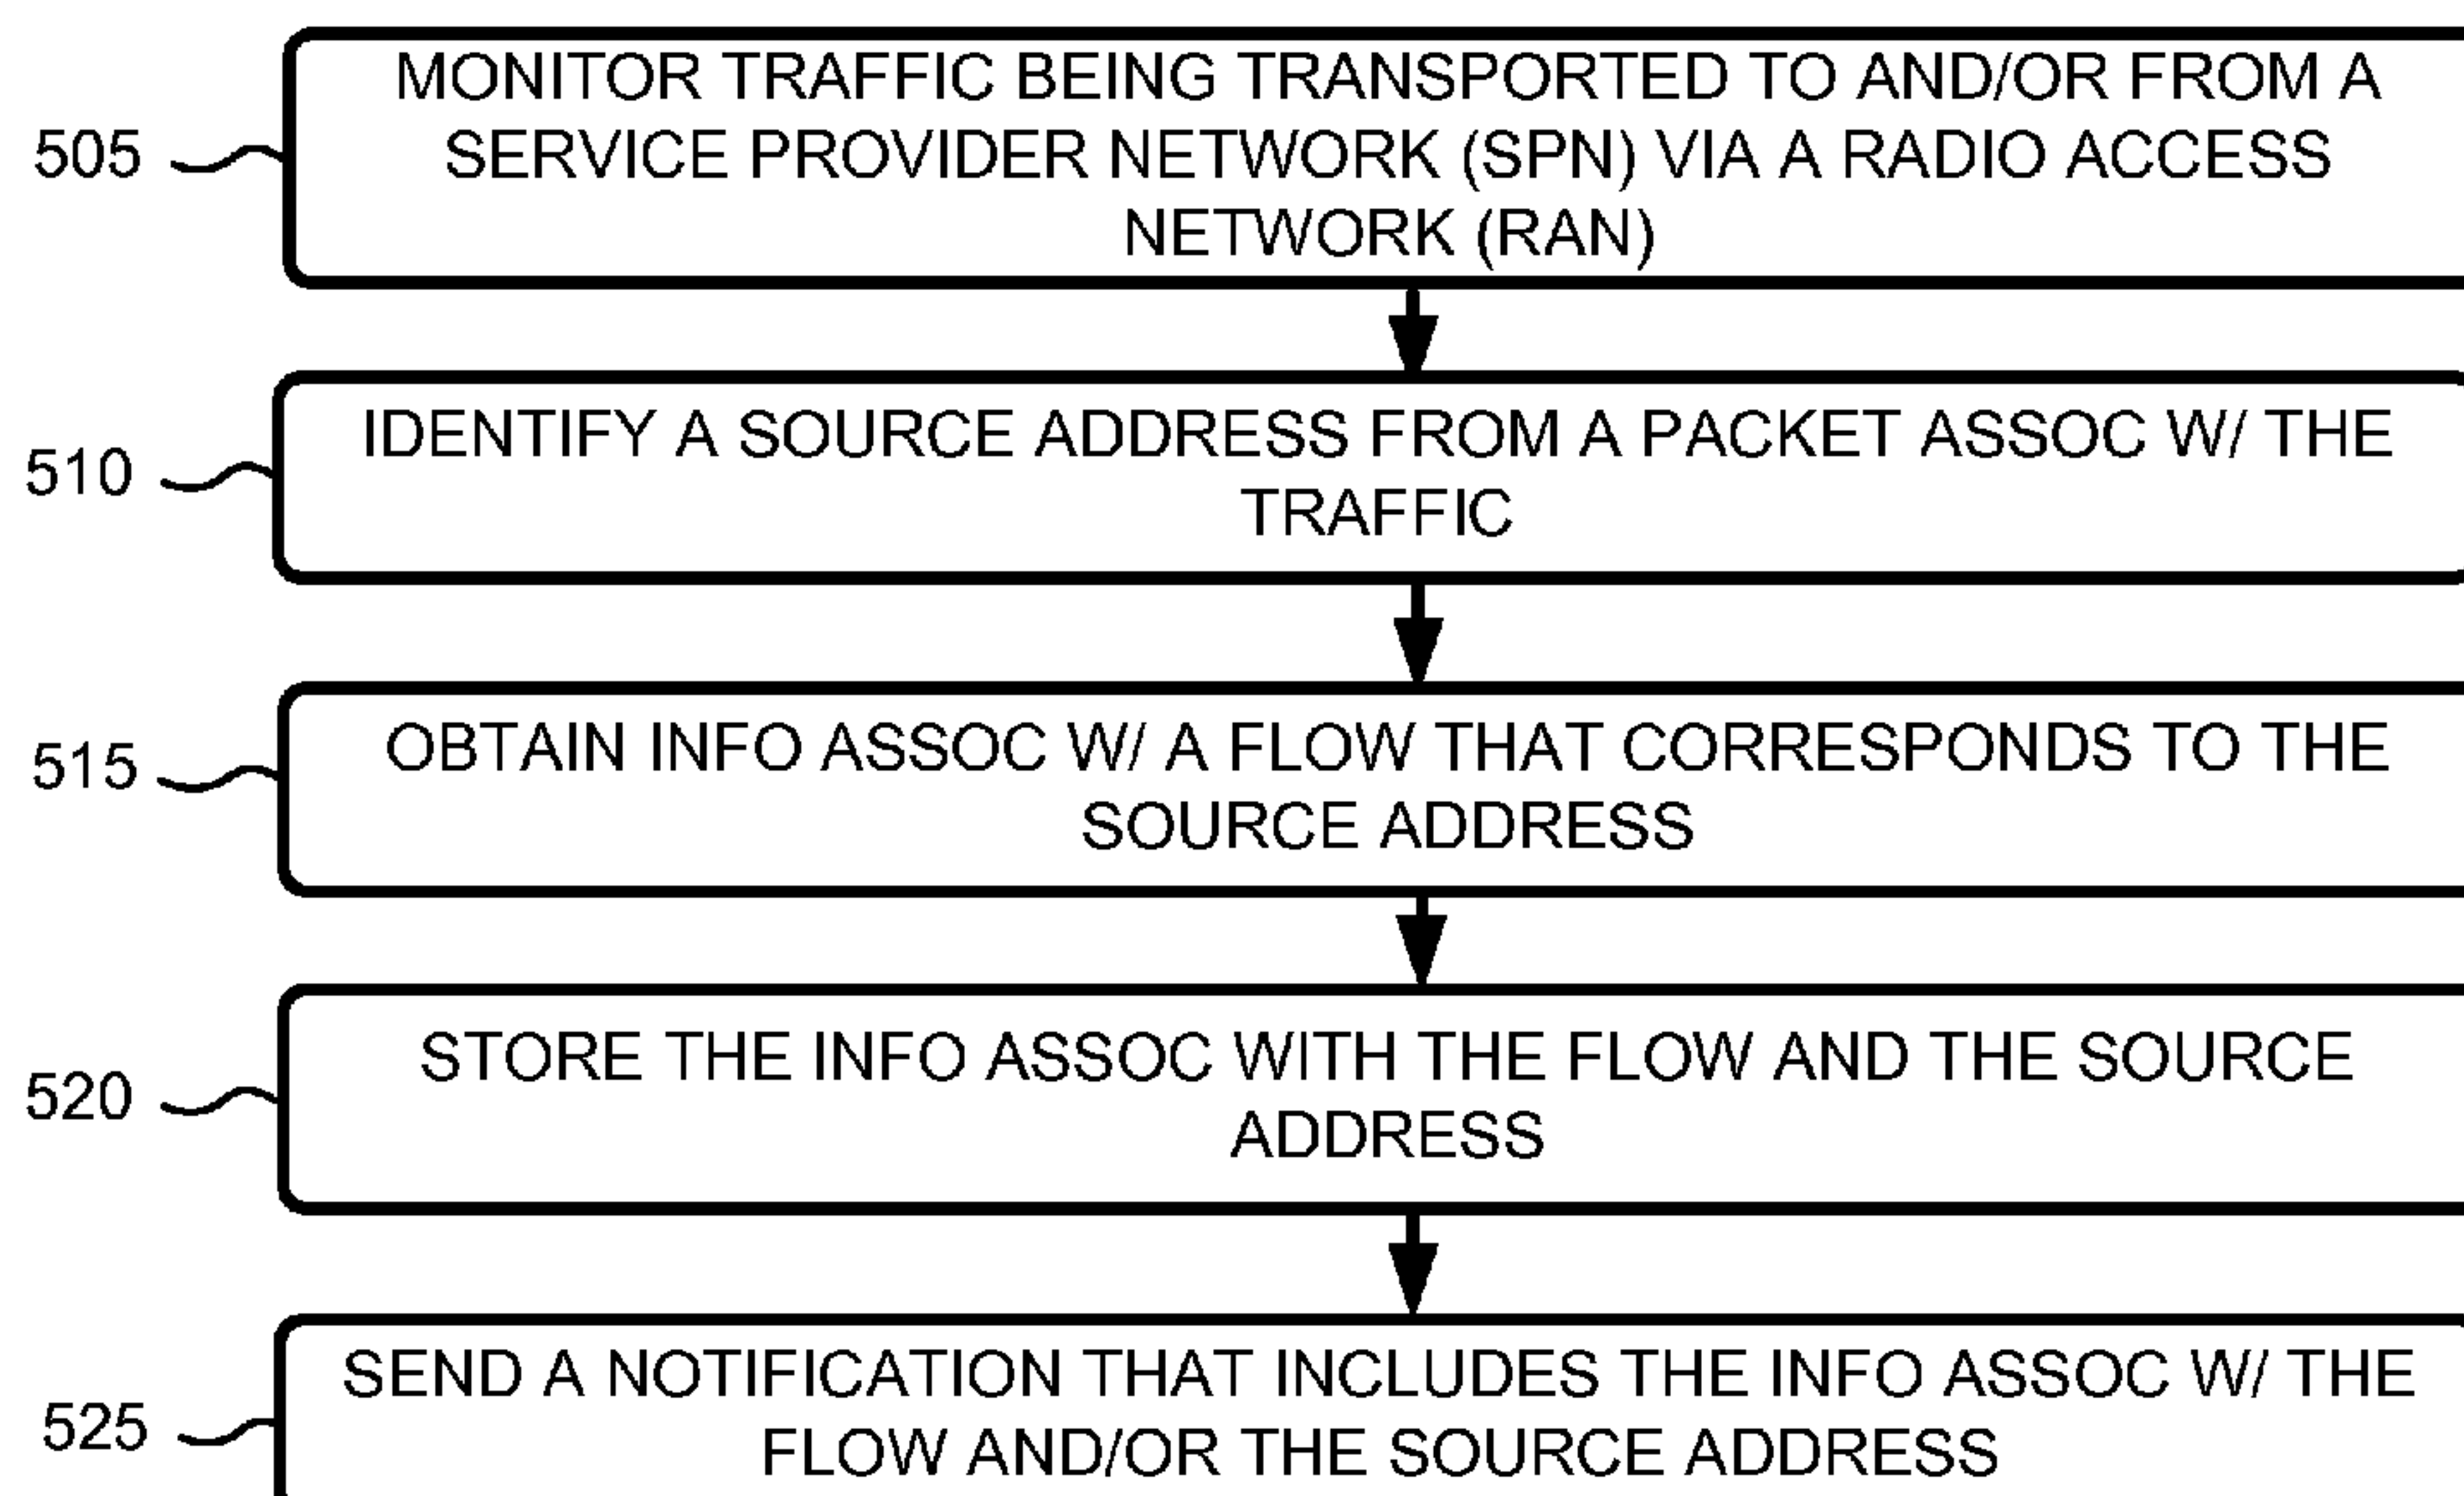 MONITOR TRAFFIC BEING TRANSPORTED TO AND/OR FROM A
505
SERVICE PROVIDER NETWORK (SPN) VIA A RADIO ACCESS
NETWORK (RAN)
IDENTIFY A SOURCE ADDRESS FROM A PACKET ASSOC W/ THE
510
TRAFFIC
OBTAIN INFO ASSOC W/ A FLOW THAT CORRESPONDS TO THE
515
SOURCE ADDRESS
STORE THE INFO ASSOC WITH THE FLOW AND THE SOURCE
520
ADDRESS
SEND A NOTIFICATION THAT INCLUDES THE INFO ASSOC W/ THE
525
FLOW AND/OR THE SOURCE ADDRESS